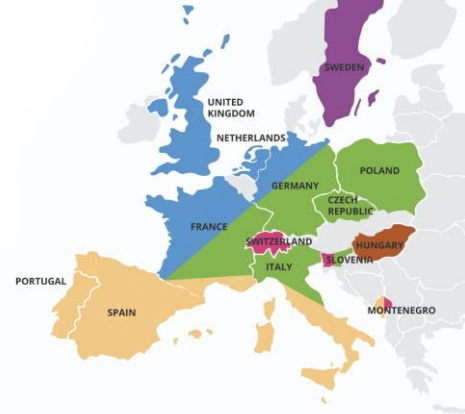 SWEDEN
UNITED
KINGDOM
NETHERLANDS
POLAND
GERMANY
CZECH
REPUBLIC
FRANCE
SWITZERLAND
HUNGARY
SLOVENIA
ITALY
PORTUGAL
SPAIN
MONTENEGRO